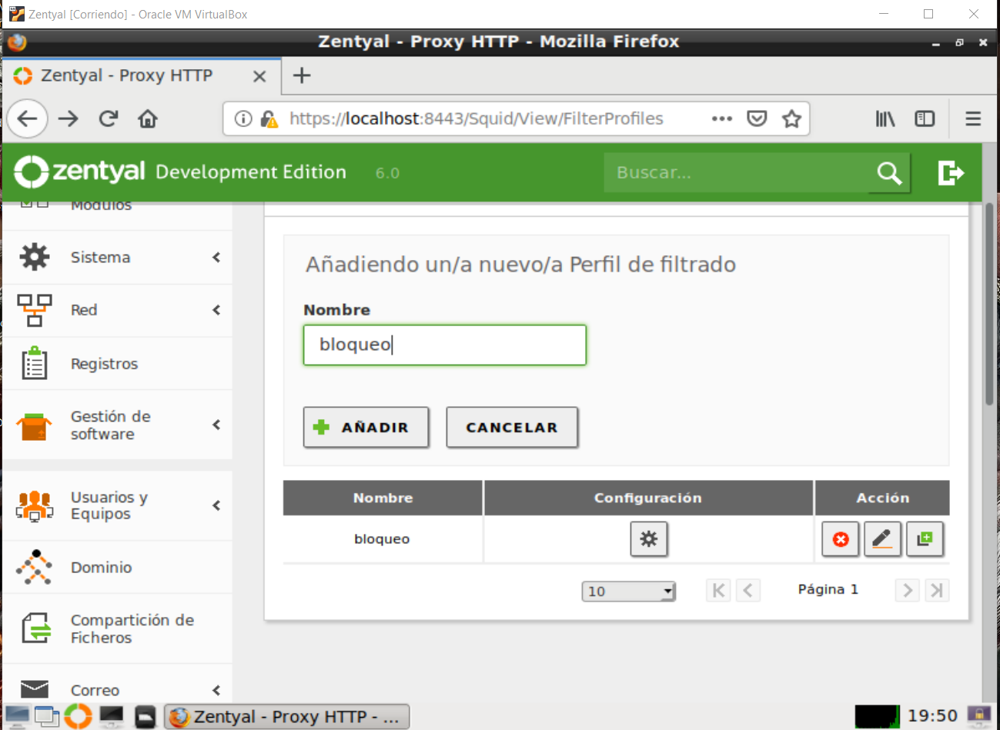 Zentyal [Corriendo] - Oracle VM VirtualBox
Zentyal - Proxy HTTP - Mozilla Firefox
Zentyal - Proxy HTTP
https://localhost:8443/Squid/View/FilterProfiles
zentyal Development Edition 6.0
Buscar...
Módulos
Sistema
Red
Registros
Gestión de
software
Usuarios y
Equipos
Dominio
Compartición de
Ficheros
Correo
Añadiendo un/a nuevo/a Perfil de filtrado
Nombre
bloqueo
AÑADIR
CANCELAR
Nombre Configuración Acción
bloqueo
10
Página 1
Zentyal - Proxy HTTP - ...
19:50